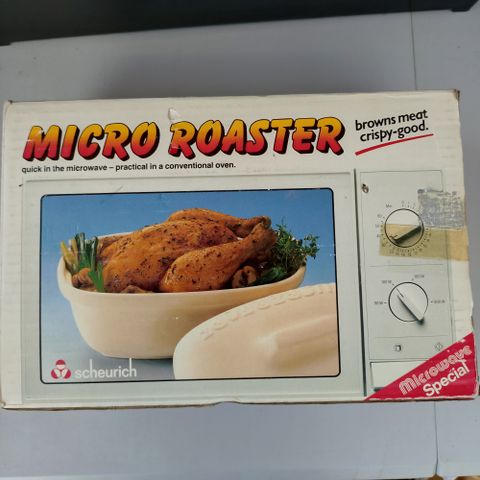 MICRO ROASTER
browns meat
crispy-good.
quick in the microwave – practical in a conventional oven.
scheurich
Microwave
Special